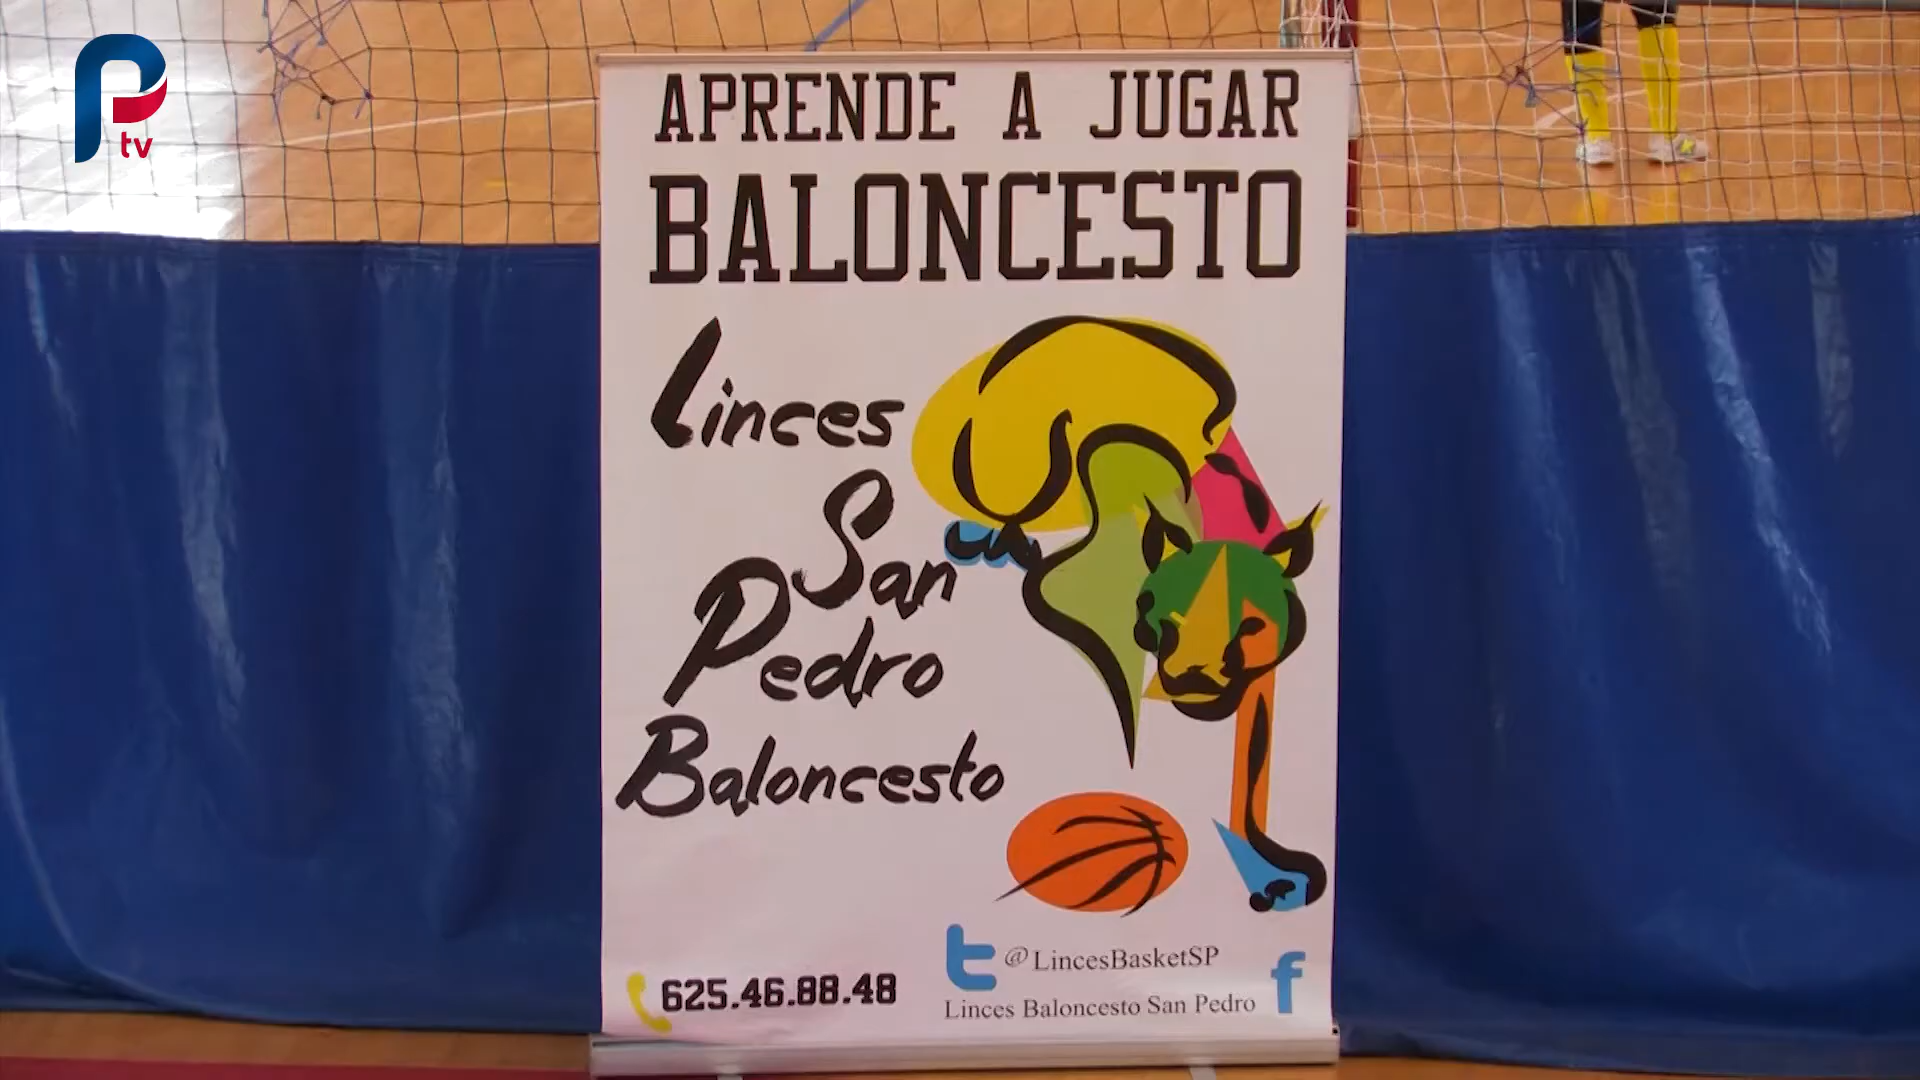 P
tv
APRENDE A JUGAR
BALONCESTO
Linces
San
Pedro
Baloncesto
625.46.88.48
@LincesBasketSP
Linces Baloncesto San Pedro